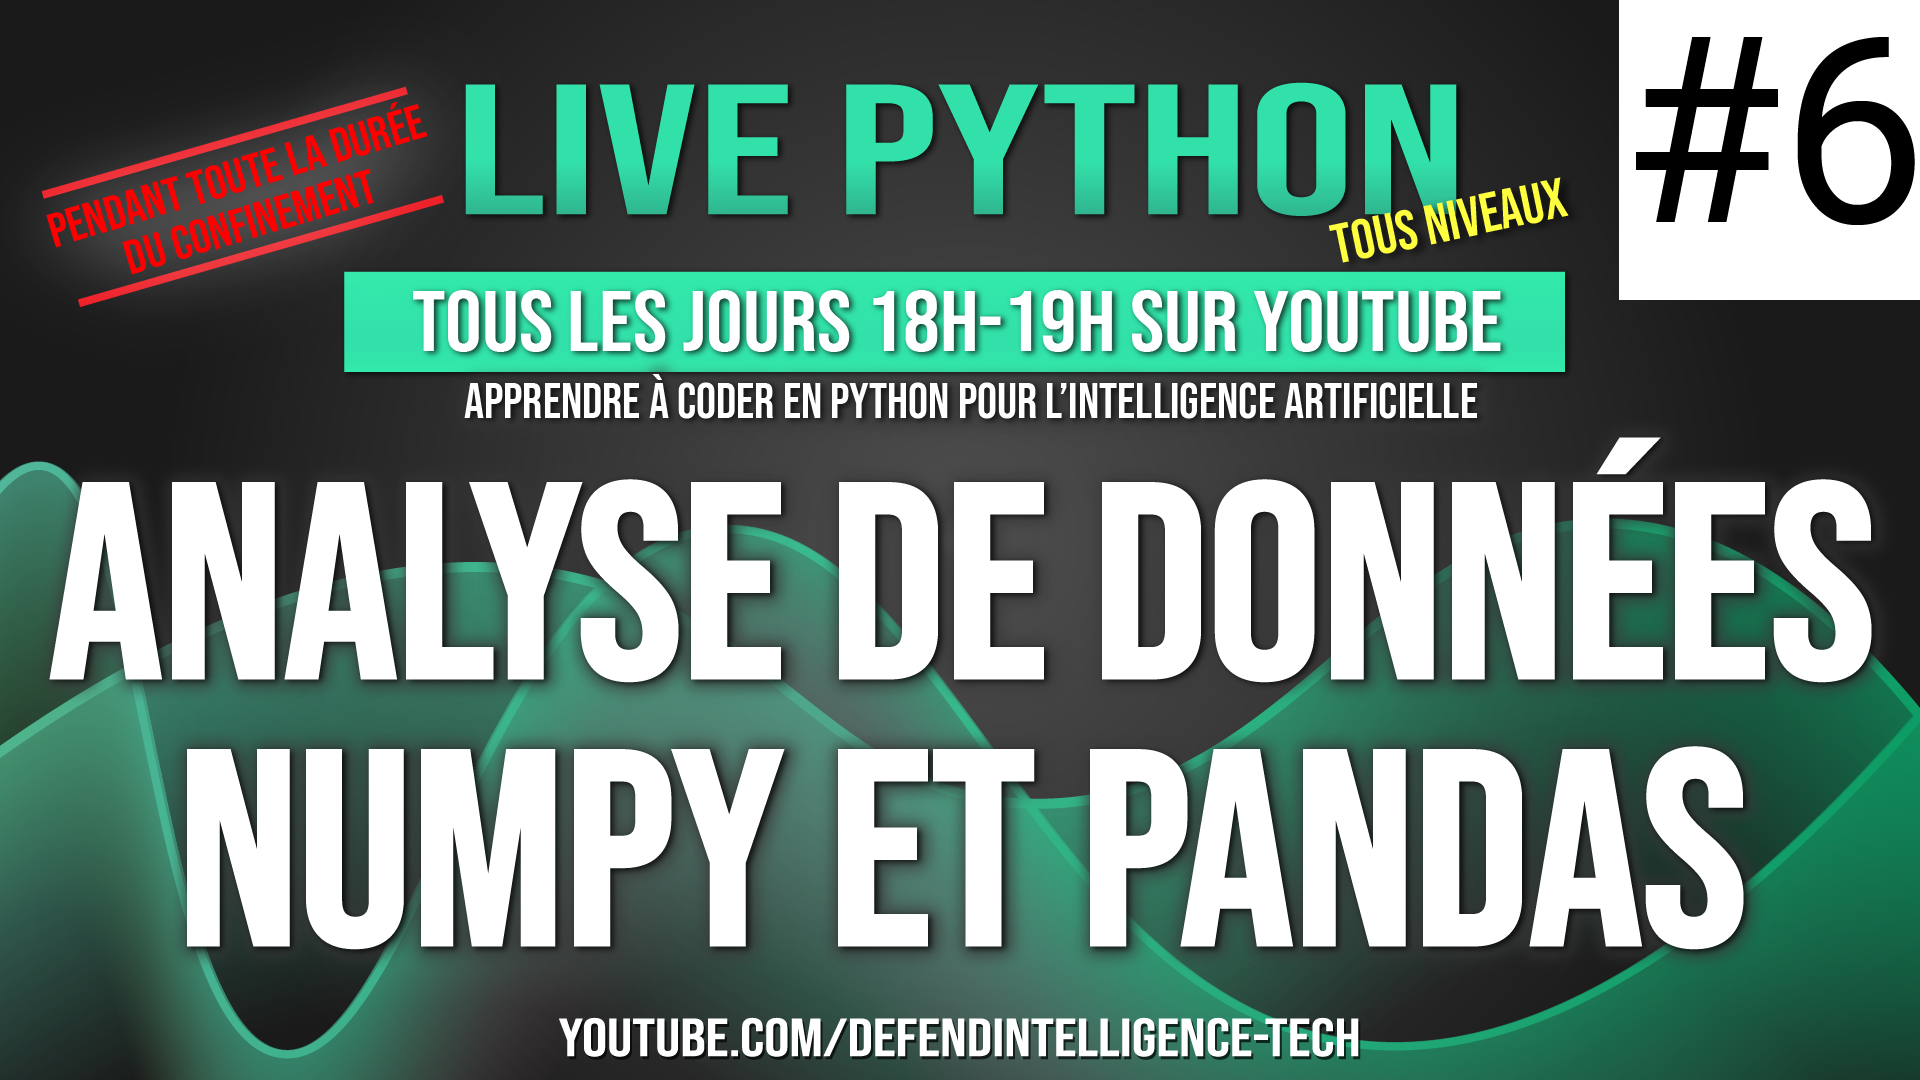 #6
LIVE PYTHON
PENDANT TOUTE LA DURÉE
DU CONFINEMENT
TOUS NIVEAUX
TOUS LES JOURS 18H-19H SUR YOUTUBE
APPRENDRE À CODER EN PYTHON POUR L'INTELLIGENCE ARTIFICIELLE
ANALYSE DE DONNÉES
NUMPY ET PANDAS
YOUTUBE.COM/DEFENDINTELLIGENCE-TECH